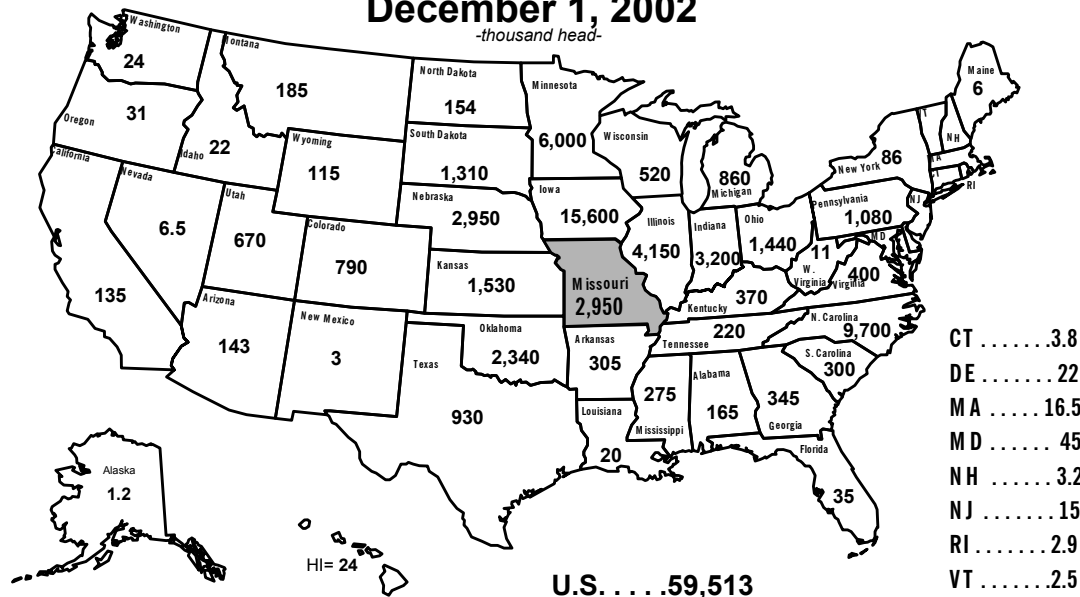 December 1, 2002
-thousand head-
Washington
24
ontana
185
North Dakota
154
Minnesota
6,000
Maine
6
Oregon
31
Idaho
22
Wyoming
115
South Dakota
1,310
Wisconsin
520
860
Michigan
New York
86
NH
RI
alifornia
135
Nevada
6.5
Utah
670
Colorado
790
Nebraska
2,950
Iowa
15,600
Illinois
4,150
Indiana
3,200
Ohio
1,440
Pennsylvania
1,080
NJ
MD
11
W.
Virginia
400
Virginia
Kansas
1,530
Missouri
2,950
Kentucky
370
Arizona
143
New Mexico
3
Oklahoma
2,340
Arkansas
305
Tennessee
220
N. Carolina
9,700
S. Carolina
300
Texas
930
Louisiana
20
275
Mississippi
Alabama
165
345
Georgia
Florida
35
Alaska
1.2
HI= 24
U.S. . . . .59,513
CT . . . . . . .3.8
DE . . . . . . . 22
MA . . . . . 16.5
MD . . . . . . 45
NH . . . . . . 3.2
NJ . . . . . . . 15
RI . . . . . . . 2.9
VT . . . . . . .2.5